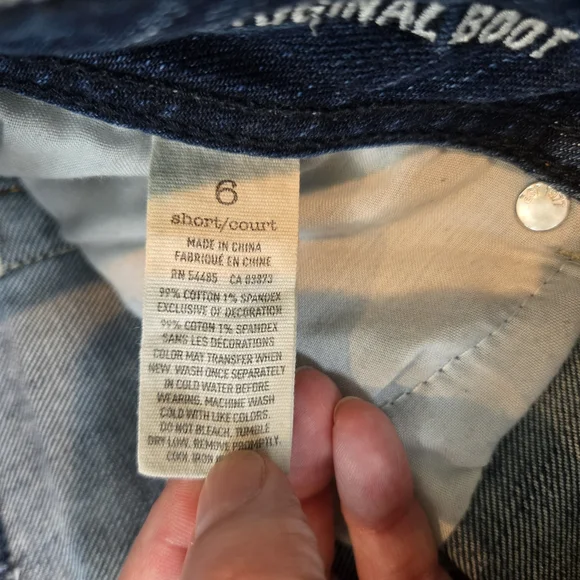 ORIGINAL BOOT
6
short/court
MADE IN CHINA
FABRIQUÉ EN CHINE
RN 54485 CA 03873
99% COTTON 1% SPANDEX
EXCLUSIVE OF DECORATION
99% COTON 1% SPANDEX
SANS LES DÉCORATIONS
COLOR MAY TRANSFER WHEN
NEW. WASH ONCE SEPARATELY
IN COLD WATER BEFORE
WEARING. MACHINE WASH
COLD WITH LIKE COLORS.
DO NOT BLEACH. TUMBLE
DRY LOW. REMOVE PROMPTLY.
COOL IRON